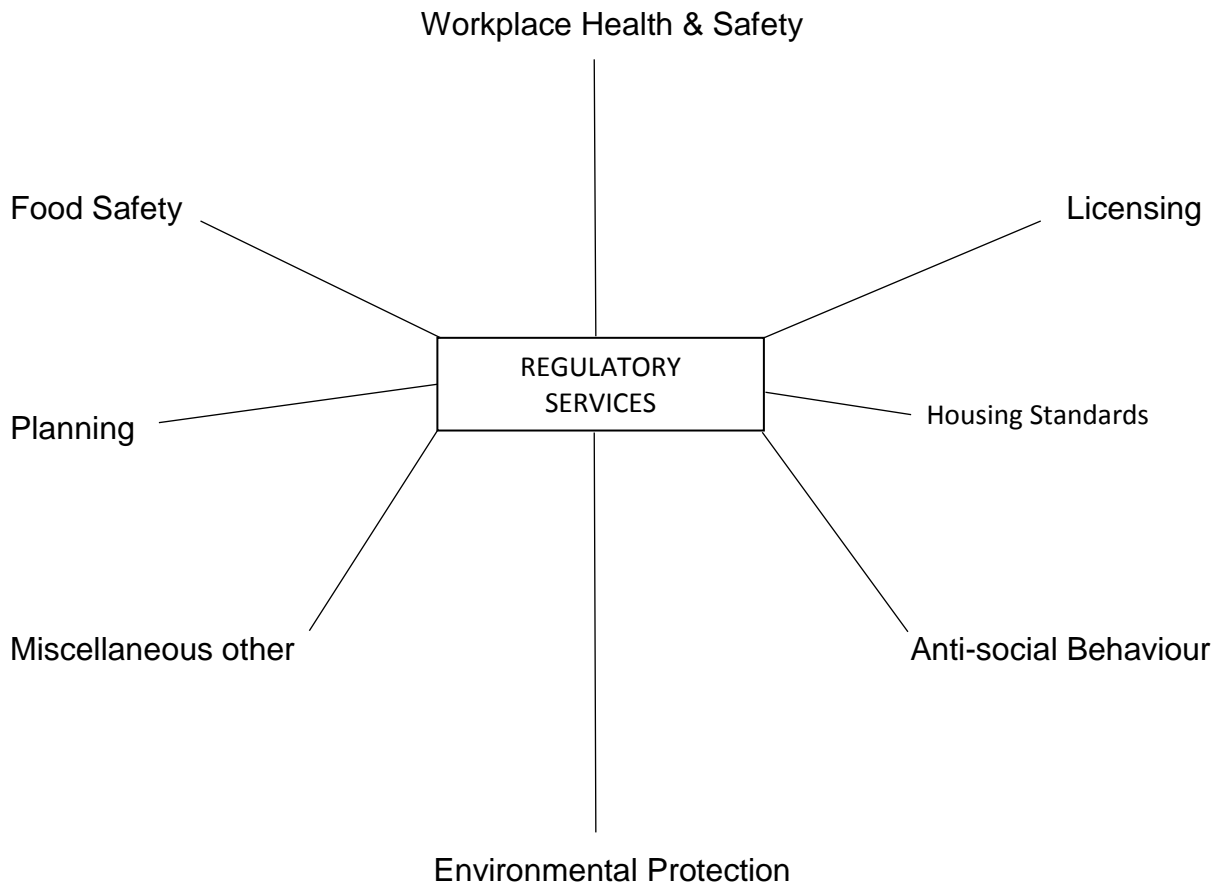 Workplace Health & Safety
Food Safety
Licensing
REGULATORY
SERVICES
Housing Standards
Planning
Miscellaneous other
Anti-social Behaviour
Environmental Protection